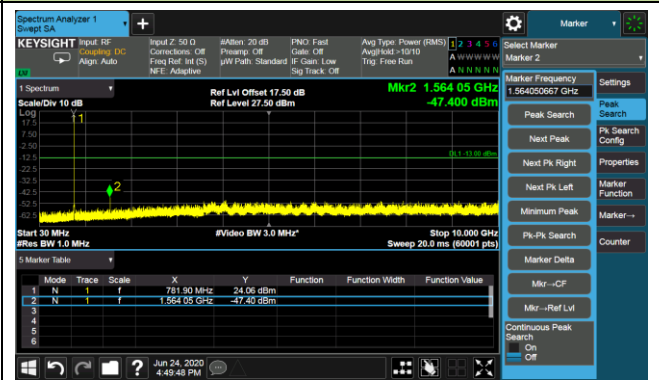 Spectrum Analyzer 1
Swept SA
+
Marker
KEYSIGHT
Input: RF
Coupling: DC
Align: Auto
Input Z: 50 Ω
Corrections: Off
Freq Ref: Int (S)
NFE: Adaptive
#Atten: 20 dB
Preamp: Off
µW Path: Standard
PNO: Fast
Gate: Off
IF Gain: Low
Sig Track: Off
Avg Type: Power (RMS)
Avg|Hold:>10/10
Trig: Free Run
1 2 3 4 5 6
A W W W W W
A N N N N N
LXI
Select Marker
Marker 2
1 Spectrum
Scale/Div 10 dB
Ref Lvl Offset 17.50 dB
Ref Level 27.50 dBm
Mkr2 1.564 05 GHz
-47.400 dBm
Log
17.5
7.50
-2.50
-12.5
-22.5
-32.5
-42.5
-52.5
-62.5
1
2
DL1 -13.00 dBm
Start 30 MHz
#Res BW 1.0 MHz
#Video BW 3.0 MHz*
Stop 10.000 GHz
Sweep 20.0 ms (60001 pts)
5 Marker Table
Mode Trace Scale X Y Function Function Width Function Value
1 N 1 f 781.90 MHz 24.06 dBm
2 N 1 f 1.564 05 GHz -47.40 dBm
3
4
5
6
Marker Frequency
1.564050667 GHz
Peak Search
Next Peak
Next Pk Right
Next Pk Left
Minimum Peak
Pk-Pk Search
Marker Delta
Mkr→CF
Mkr→Ref Lvl
Continuous Peak
Search
On
Off
Settings
Peak
Search
Pk Search
Config
Properties
Marker
Function
Marker→
Counter
?
Jun 24, 2020
4:49:48 PM